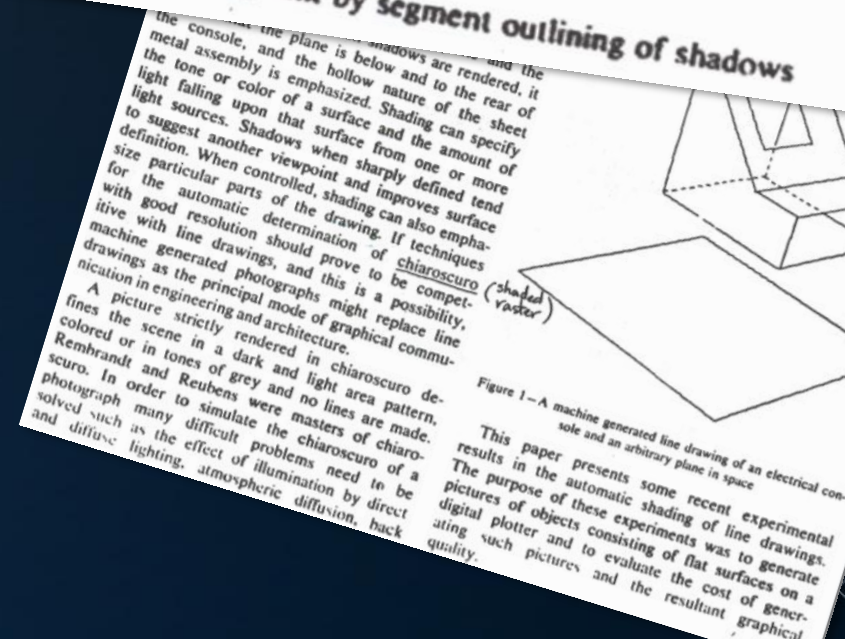 by segment outlining of shadows
shadows are rendered, it
the plane is below and to the rear of
the console, and the hollow nature of the sheet
metal assembly is emphasized. Shading can specify
the tone or color of a surface and the amount of
light falling upon that surface from one or more
light sources. Shadows when sharply defined tend
to suggest another viewpoint and improves surface
definition. When controlled, shading can also empha-
size particular parts of the drawing. If techniques
for the automatic determination of chiaroscuro
with good resolution should prove to be compet-
itive with line drawings, and this is a possibility,
machine generated photographs might replace line
drawings as the principal mode of graphical commu-
nication in engineering and architecture.
A picture strictly rendered in chiaroscuro de-
fines the scene in a dark and light area pattern,
colored or in tones of grey and no lines are made.
Rembrandt and Reubens were masters of chiaro-
scuro. In order to simulate the chiaroscuro of a
photograph many difficult problems need to be
solved such as the effect of illumination by direct
and diffuse lighting, atmospheric diffusion, back
(shaded
raster)
Figure 1—A machine generated line drawing of an electrical con-
sole and an arbitrary plane in space
This paper presents some recent experimental
results in the automatic shading of line drawings.
The purpose of these experiments was to generate
pictures of objects consisting of flat surfaces on a
digital plotter and to evaluate the cost of gener-
ating such pictures and the resultant graphical
quality.